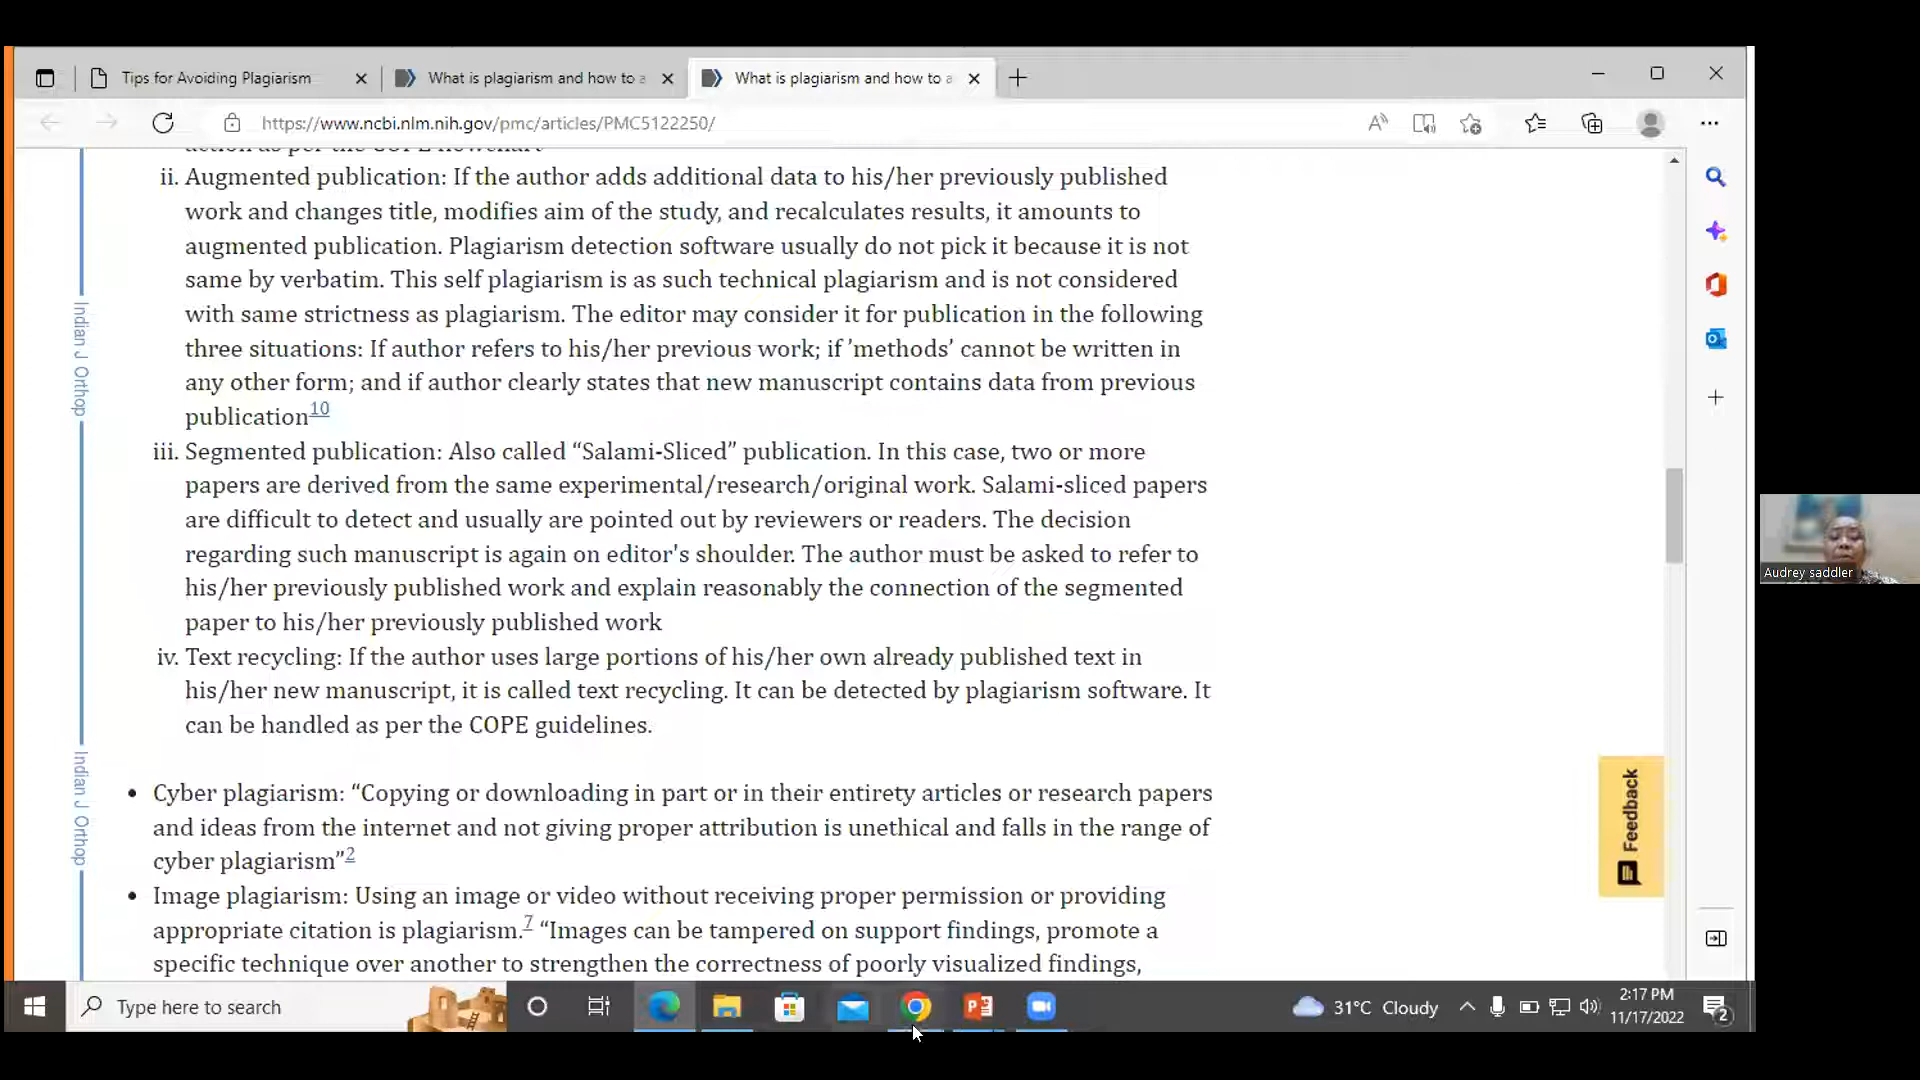 Tips for Avoiding Plagiarism
What is plagiarism and how to a
What is plagiarism and how to a
https://www.ncbi.nlm.nih.gov/pmc/articles/PMC5122250/
action as per the COPE flowchart
ii. Augmented publication: If the author adds additional data to his/her previously published
work and changes title, modifies aim of the study, and recalculates results, it amounts to
augmented publication. Plagiarism detection software usually do not pick it because it is not
same by verbatim. This self plagiarism is as such technical plagiarism and is not considered
with same strictness as plagiarism. The editor may consider it for publication in the following
three situations: If author refers to his/her previous work; if ’methods’ cannot be written in
any other form; and if author clearly states that new manuscript contains data from previous
publication10
iii. Segmented publication: Also called “Salami-Sliced” publication. In this case, two or more
papers are derived from the same experimental/research/original work. Salami-sliced papers
are difficult to detect and usually are pointed out by reviewers or readers. The decision
regarding such manuscript is again on editor's shoulder. The author must be asked to refer to
his/her previously published work and explain reasonably the connection of the segmented
paper to his/her previously published work
iv. Text recycling: If the author uses large portions of his/her own already published text in
his/her new manuscript, it is called text recycling. It can be detected by plagiarism software. It
can be handled as per the COPE guidelines.
• Cyber plagiarism: “Copying or downloading in part or in their entirety articles or research papers
and ideas from the internet and not giving proper attribution is unethical and falls in the range of
cyber plagiarism”2
• Image plagiarism: Using an image or video without receiving proper permission or providing
appropriate citation is plagiarism.7 “Images can be tampered on support findings, promote a
specific technique over another to strengthen the correctness of poorly visualized findings,
Indian J Orthop
Indian J Orthop
Feedback
Audrey saddler
Type here to search
31°C Cloudy
2:17 PM
11/17/2022
2